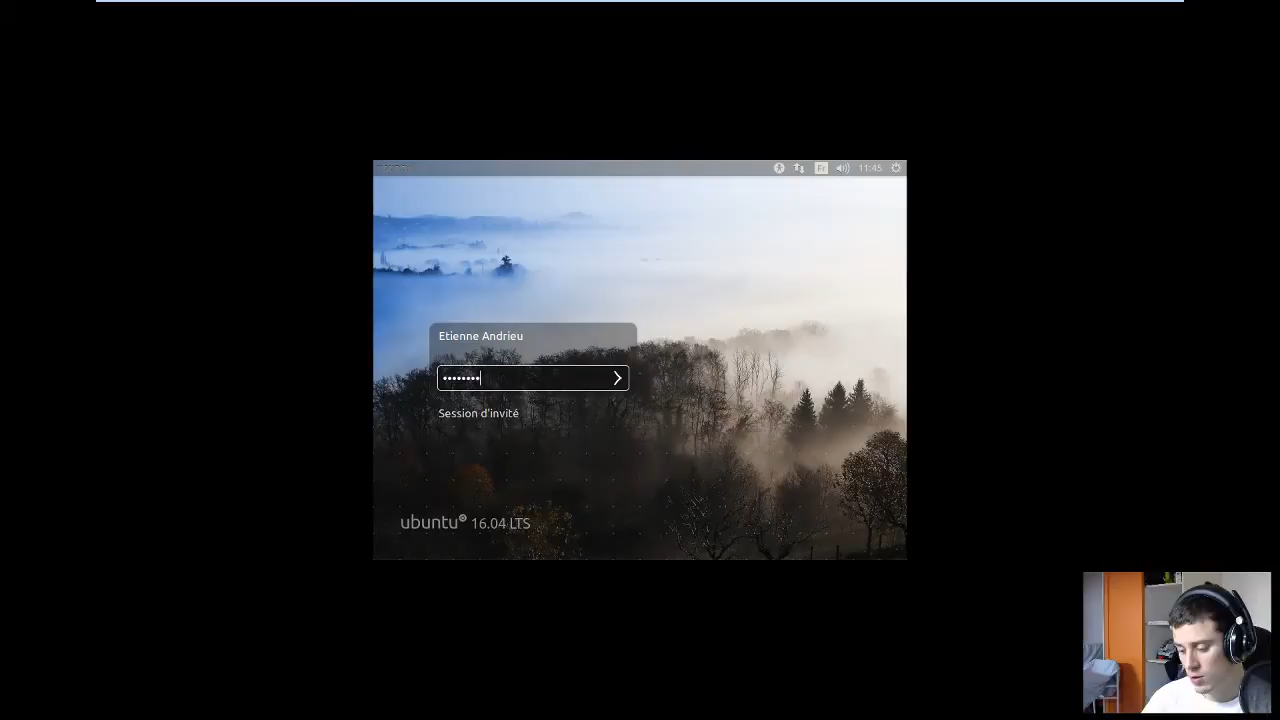 Fr 11:45
Etienne Andrieu
Session d'invité
ubuntu® 16.04 LTS